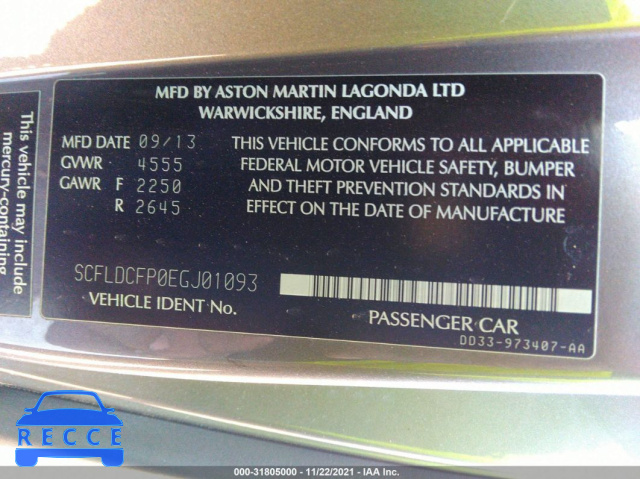 MFD BY ASTON MARTIN LAGONDA LTD
WARWICKSHIRE, ENGLAND
MFD DATE 09/13
GVWR 4555
GAWR F 2250
R 2645
THIS VEHICLE CONFORMS TO ALL APPLICABLE
FEDERAL MOTOR VEHICLE SAFETY, BUMPER
AND THEFT PREVENTION STANDARDS IN
EFFECT ON THE DATE OF MANUFACTURE
SCFLDCFP0EGJ01093
VEHICLE IDENT No.
PASSENGER CAR
DD33-973407-AA
This vehicle may
mercury-containing
RECCE
000-31805000 - 11/22/2021 - IAA Inc.